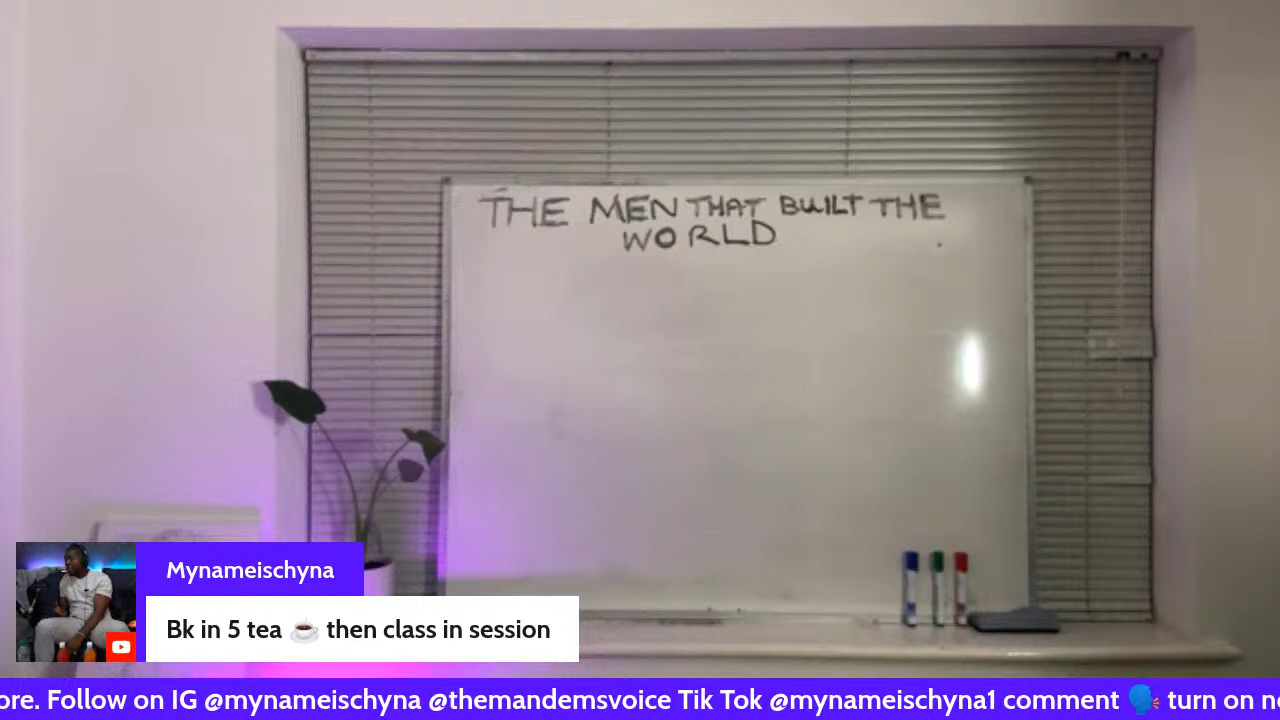 THE MEN THAT BUILT THE
WORLD
Mynameischyna
Bk in 5 tea ☕ then class in session
ore. Follow on IG @mynameischyna @themandemsvoice Tik Tok @mynameischyna1 comment 🗣️ turn on n